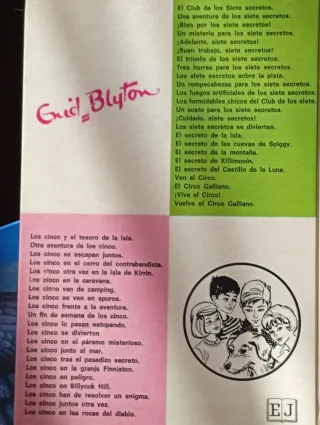 Enid Blyton
El Club de los Siete secretos.
Una aventura de los siete secretos.
¡Bien por los siete secretos!
Un misterio para los siete secretos.
¡Adelante, siete secretos!
¡Buen trabajo, siete secretos!
El triunfo de los siete secretos.
Tres hurras para los siete secretos.
Los siete secretos sobre la pista.
Un rompecabezas para los siete secretos.
Los fuegos artificiales de los siete secretos.
Los formidables chicos del Club de los siete.
Un susto para los siete secretos.
¡Cuidado, siete secretos!
Los siete secretos se divierten.
El secreto de la isla.
El secreto de las cuevas de Spiggy.
El secreto de la montaña.
El secreto de Killimooin.
El secreto del Castillo de la Luna.
Ven al Circo.
El Circo Galliano.
¡Viva el Circo!
Vuelve el Circo Galliano.
Los cinco y el tesoro de la isla.
Otra aventura de los cinco.
Los cinco se escapan juntos.
Los cinco en el cerro del contrabandista.
Los cinco otra vez en la isla de Kirrin.
Los cinco en la caravana.
Los cinco van de camping.
Los cinco se ven en apuros.
Los cinco frente a la aventura.
Un fin de semana de los cinco.
Los cinco lo pasan estupendo.
Los cinco se divierten
Los cinco en el páramo misterioso.
Los cinco junto al mar.
Los cinco tras el pasadizo secreto.
Los cinco en la granja Finniston.
Los cinco en peligro.
Los cinco en Billycok Hill.
Los cinco han de resolver un enigma.
Los cinco juntos otra vez.
Los cinco en las rocas del diablo.
EJ